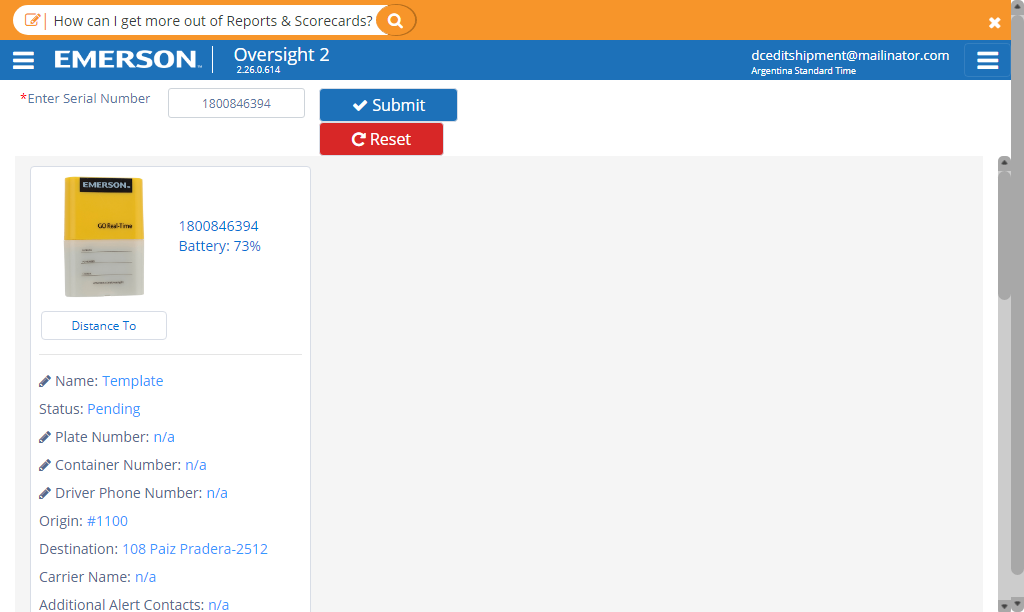 How can I get more out of Reports & Scorecards?
EMERSON™
Oversight 2
2.26.0.614
dceditshipment@mailinator.com
Argentina Standard Time
*Enter Serial Number
1800846394
Submit
Reset
EMERSON™
GO Real-Time
1800846394
Battery: 73%
Distance To
Name: Template
Status: Pending
Plate Number: n/a
Container Number: n/a
Driver Phone Number: n/a
Origin: #1100
Destination: 108 Paiz Pradera-2512
Carrier Name: n/a
Additional Alert Contacts: n/a